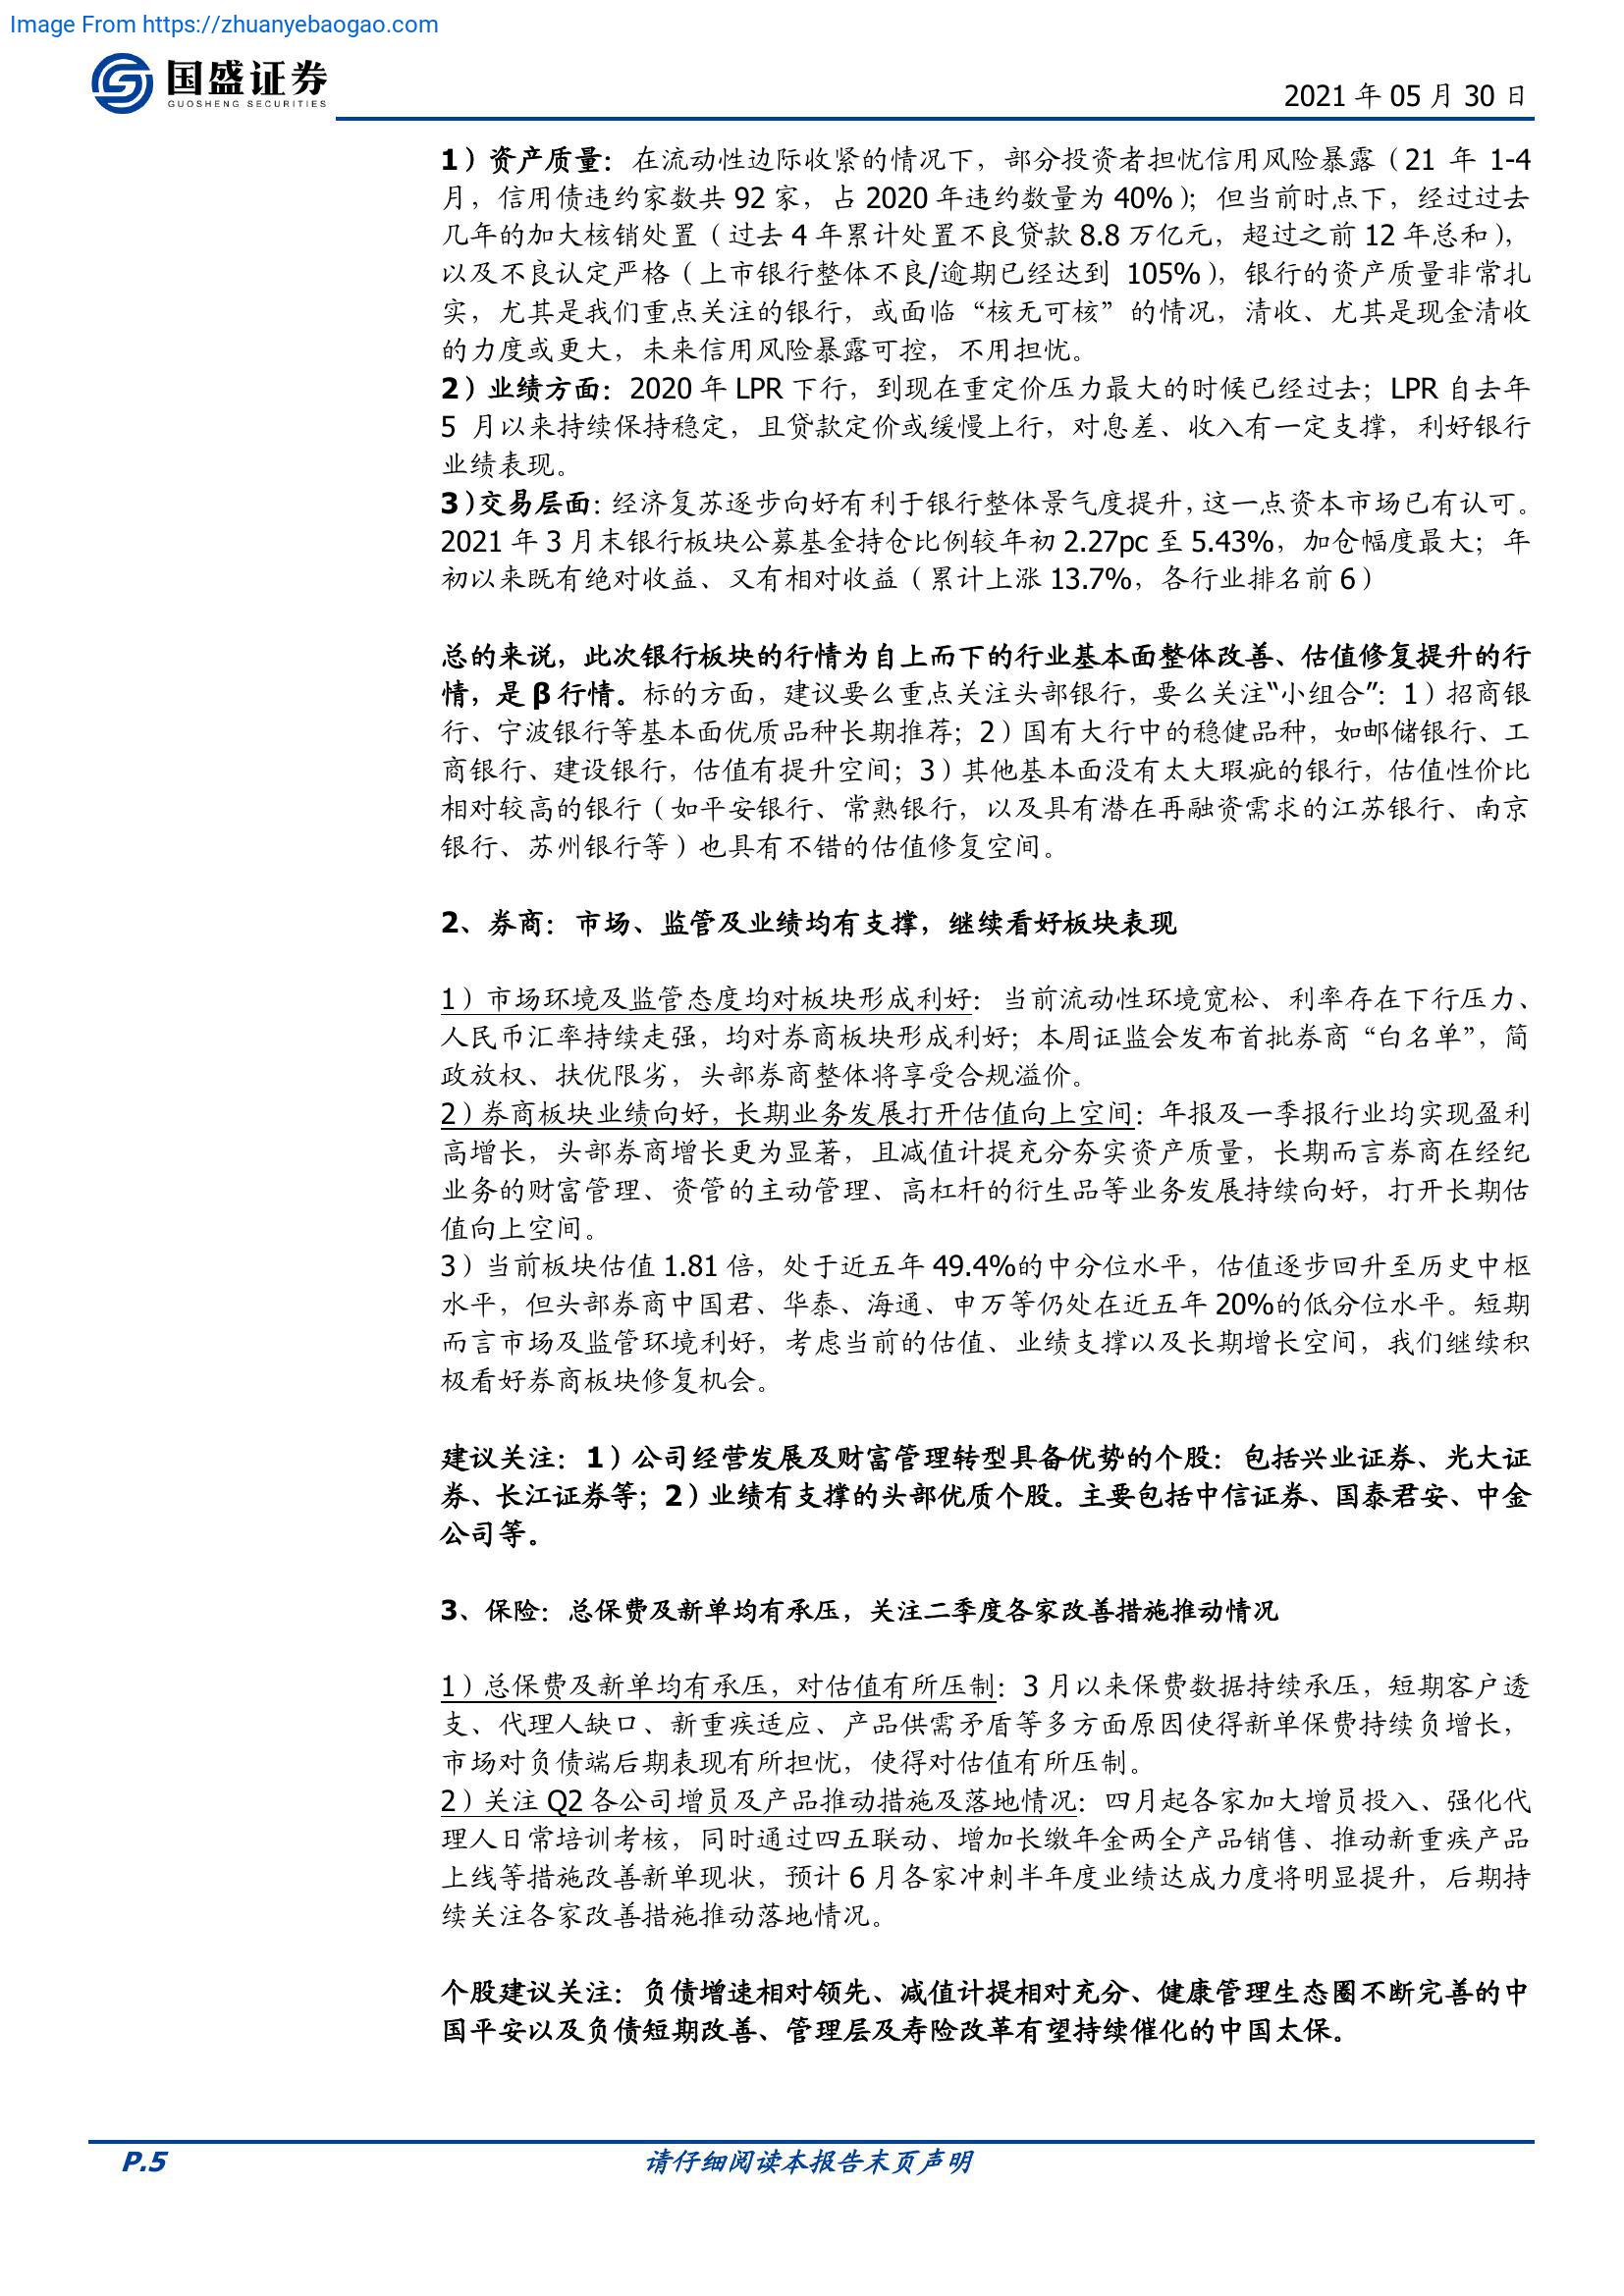 Image From https://zhuanyebaogao.com
国盛证券
GUOSHENG SECURITIES
2021 年 05 月 30 日
1）资产质量：在流动性边际收紧的情况下，部分投资者担忧信用风险暴露（21 年 1-4
月，信用债违约家数共 92 家，占 2020 年违约数量为 40%）；但当前时点下，经过过去
几年的加大核销处置（过去 4 年累计处置不良贷款 8.8 万亿元，超过之前 12 年总和），
以及不良认定严格（上市银行整体不良/逾期已经达到 105%），银行的资产质量非常扎
实，尤其是我们重点关注的银行，或面临“核无可核”的情况，清收、尤其是现金清收
的力度或更大，未来信用风险暴露可控，不用担忧。
2）业绩方面：2020 年 LPR 下行，到现在重定价压力最大的时候已经过去；LPR 自去年
5 月以来持续保持稳定，且贷款定价或缓慢上行，对息差、收入有一定支撑，利好银行
业绩表现。
3）交易层面：经济复苏逐步向好有利于银行整体景气度提升，这一点资本市场已有认可。
2021 年 3 月末银行板块公募基金持仓比例较年初 2.27pc 至 5.43%，加仓幅度最大；年
初以来既有绝对收益、又有相对收益（累计上涨 13.7%，各行业排名前 6）
总的来说，此次银行板块的行情为自上而下的行业基本面整体改善、估值修复提升的行
情，是 β 行情。标的方面，建议要么重点关注头部银行，要么关注“小组合”：1）招商银
行、宁波银行等基本面优质品种长期推荐；2）国有大行中的稳健品种，如邮储银行、工
商银行、建设银行，估值有提升空间；3）其他基本面没有太大瑕疵的银行，估值性价比
相对较高的银行（如平安银行、常熟银行，以及具有潜在再融资需求的江苏银行、南京
银行、苏州银行等）也具有不错的估值修复空间。
2、券商：市场、监管及业绩均有支撑，继续看好板块表现
1）市场环境及监管态度均对板块形成利好：当前流动性环境宽松、利率存在下行压力、
人民币汇率持续走强，均对券商板块形成利好；本周证监会发布首批券商“白名单”，简
政放权、扶优限劣，头部券商整体将享受合规溢价。
2）券商板块业绩向好，长期业务发展打开估值向上空间：年报及一季报行业均实现盈利
高增长，头部券商增长更为显著，且减值计提充分夯实资产质量，长期而言券商在经纪
业务的财富管理、资管的主动管理、高杠杆的衍生品等业务发展持续向好，打开长期估
值向上空间。
3）当前板块估值 1.81 倍，处于近五年 49.4%的中分位水平，估值逐步回升至历史中枢
水平，但头部券商中国君、华泰、海通、申万等仍处在近五年 20%的低分位水平。短期
而言市场及监管环境利好，考虑当前的估值、业绩支撑以及长期增长空间，我们继续积
极看好券商板块修复机会。
建议关注：1）公司经营发展及财富管理转型具备优势的个股：包括兴业证券、光大证
券、长江证券等；2）业绩有支撑的头部优质个股。主要包括中信证券、国泰君安、中金
公司等。
3、保险：总保费及新单均有承压，关注二季度各家改善措施推动情况
1）总保费及新单均有承压，对估值有所压制：3 月以来保费数据持续承压，短期客户透
支、代理人缺口、新重疾适应、产品供需矛盾等多方面原因使得新单保费持续负增长，
市场对负债端后期表现有所担忧，使得对估值有所压制。
2）关注 Q2 各公司增员及产品推动措施及落地情况：四月起各家加大增员投入、强化代
理人日常培训考核，同时通过四五联动、增加长缴年金两全产品销售、推动新重疾产品
上线等措施改善新单现状，预计 6 月各家冲刺半年度业绩达成力度将明显提升，后期持
续关注各家改善措施推动落地情况。
个股建议关注：负债增速相对领先、减值计提相对充分、健康管理生态圈不断完善的中
国平安以及负债短期改善、管理层及寿险改革有望持续催化的中国太保。
P.5
请仔细阅读本报告末页声明